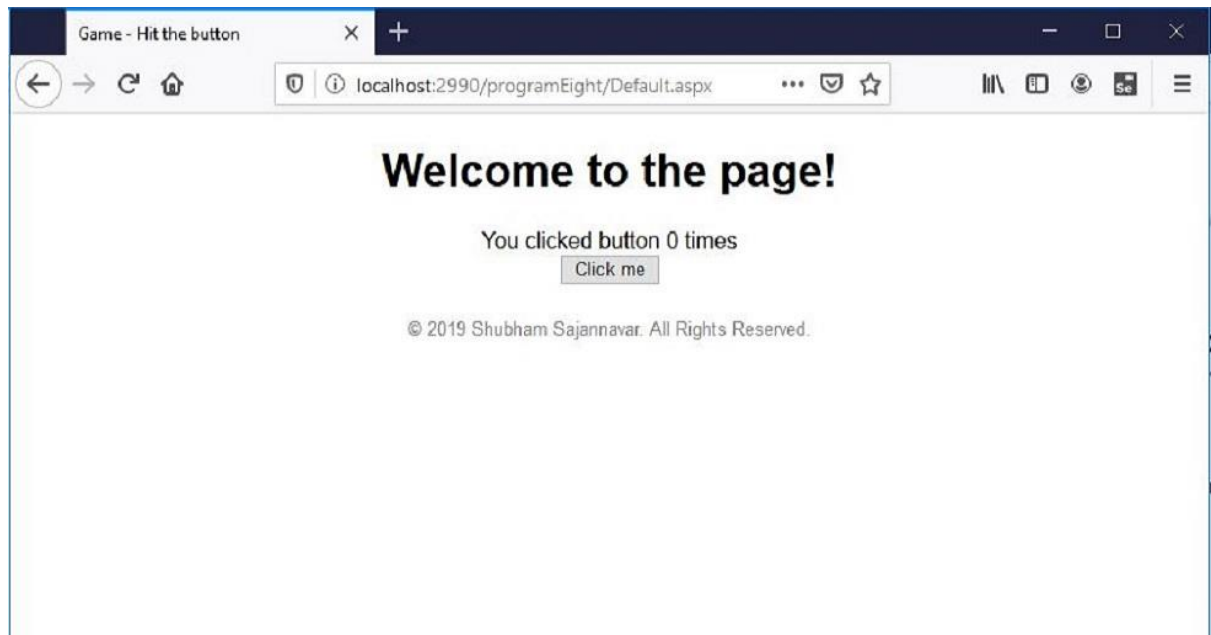 Game - Hit the button
localhost:2990/programEight/Default.aspx
Se
Welcome to the page!
You clicked button 0 times
Click me
© 2019 Shubham Sajannavar. All Rights Reserved.